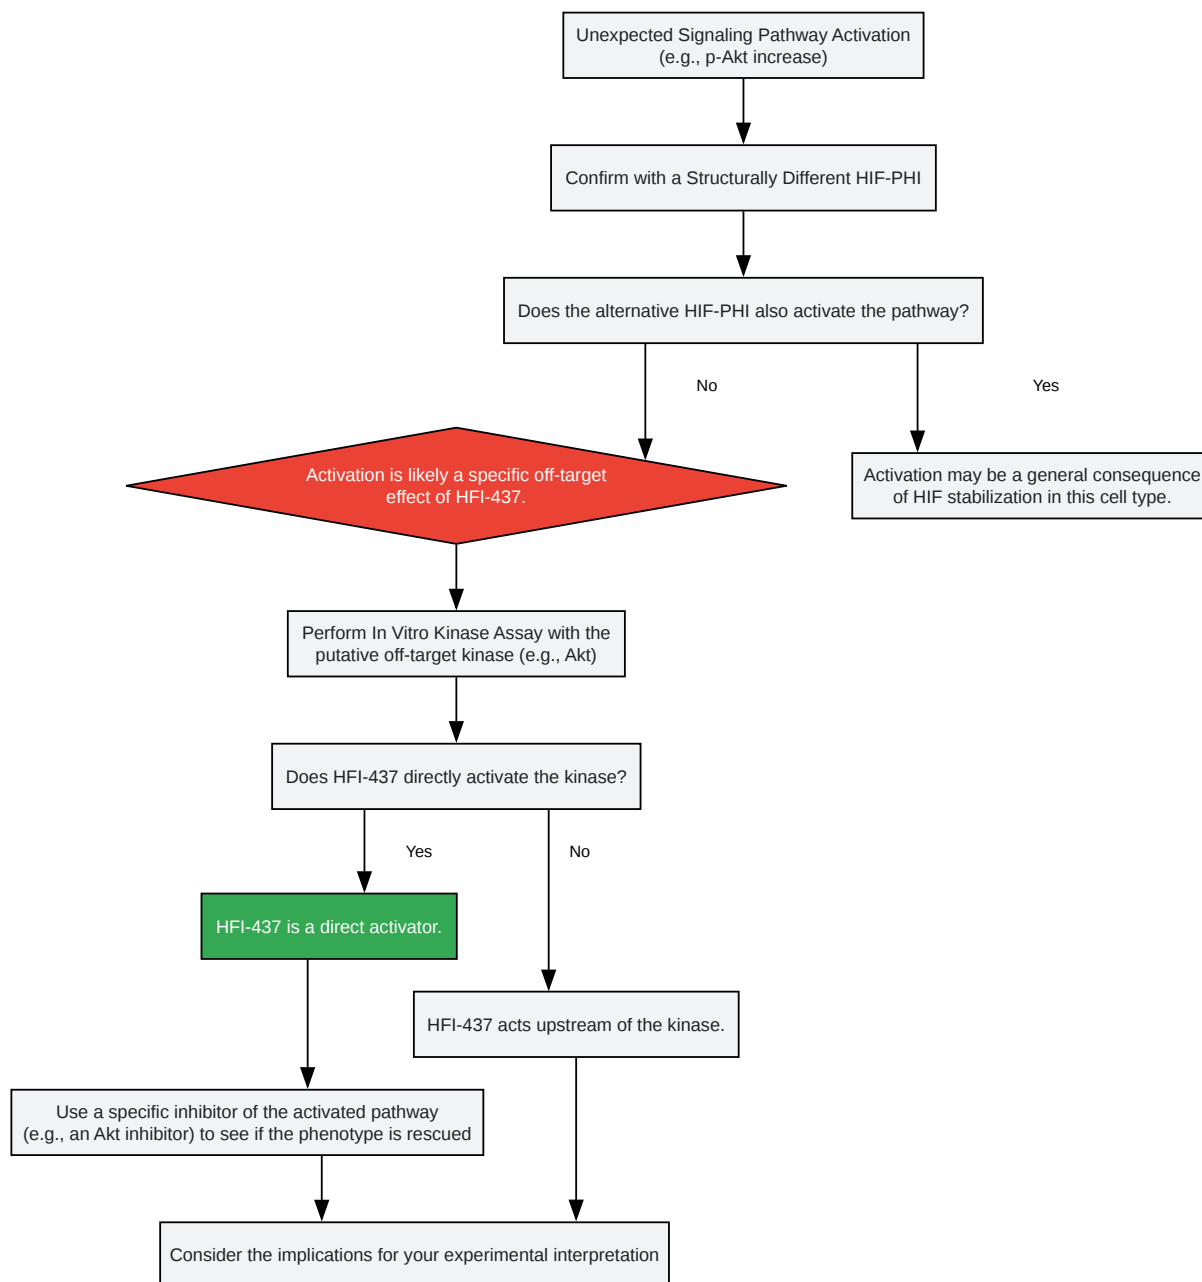 Unexpected Signaling Pathway Activation
(e.g., p-Akt increase)
Confirm with a Structurally Different HIF-PHI
Does the alternative HIF-PHI also activate the pathway?
No
Yes
Activation is likely a specific off-target
effect of HFI-437.
Activation may be a general consequence
of HIF stabilization in this cell type.
Perform In Vitro Kinase Assay with the
putative off-target kinase (e.g., Akt)
Does HFI-437 directly activate the kinase?
Yes
No
HFI-437 is a direct activator.
HFI-437 acts upstream of the kinase.
Use a specific inhibitor of the activated pathway
(e.g., an Akt inhibitor) to see if the phenotype is rescued
Consider the implications for your experimental interpretation